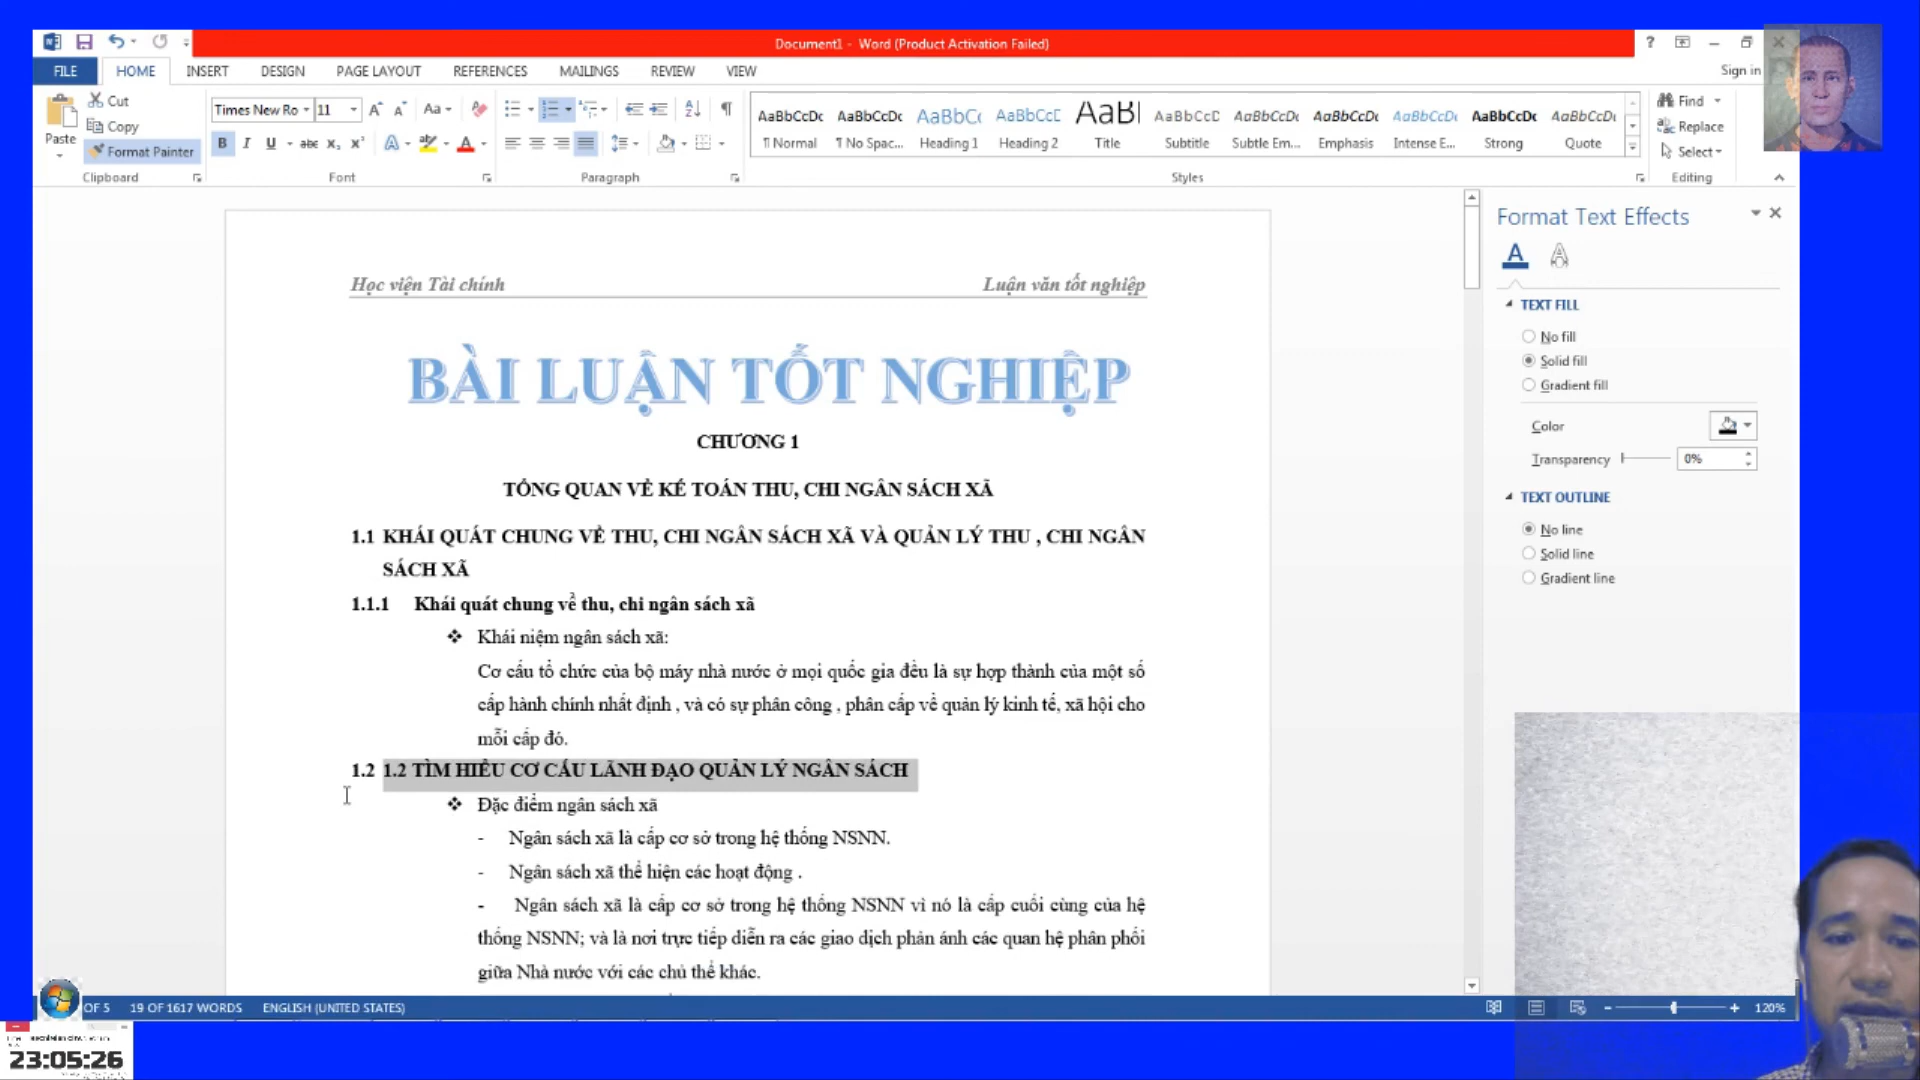 Document1 - Word (Product Activation Failed)
FILE HOME INSERT DESIGN PAGE LAYOUT REFERENCES MAILINGS REVIEW VIEW Sign in
Cut
Copy
Format Painter
Paste
Clipboard
Times New Ro 11
Font
Paragraph
AaBbCcDc AaBbCcDc AaBbC AaBbCcD AaB AaBbCcD AaBbCcDc AaBbCcDc AaBbCcDc AaBbCcDc AaBbCcDc
¶ Normal ¶ No Spac... Heading 1 Heading 2 Title Subtitle Subtle Em... Emphasis Intense E... Strong Quote
Styles
Find
Replace
Select
Editing
Học viện Tài chính Luận văn tốt nghiệp
BÀI LUẬN TỐT NGHIỆP
CHƯƠNG 1
TỔNG QUAN VỀ KẾ TOÁN THU, CHI NGÂN SÁCH XÃ
1.1 KHÁI QUÁT CHUNG VỀ THU, CHI NGÂN SÁCH XÃ VÀ QUẢN LÝ THU , CHI NGÂN
SÁCH XÃ
1.1.1 Khái quát chung về thu, chi ngân sách xã
❖ Khái niệm ngân sách xã:
Cơ cấu tổ chức của bộ máy nhà nước ở mọi quốc gia đều là sự hợp thành của một số
cấp hành chính nhất định , và có sự phân công , phân cấp về quản lý kinh tế, xã hội cho
mỗi cấp đó.
1.2 1.2 TÌM HIỂU CƠ CẤU LÃNH ĐẠO QUẢN LÝ NGÂN SÁCH
❖ Đặc điểm ngân sách xã
- Ngân sách xã là cấp cơ sở trong hệ thống NSNN.
- Ngân sách xã thể hiện các hoạt động .
- Ngân sách xã là cấp cơ sở trong hệ thống NSNN vì nó là cấp cuối cùng của hệ
thống NSNN; và là nơi trực tiếp diễn ra các giao dịch phản ánh các quan hệ phân phối
giữa Nhà nước với các chủ thể khác.
Format Text Effects
TEXT FILL
No fill
Solid fill
Gradient fill
Color
Transparency 0%
TEXT OUTLINE
No line
Solid line
Gradient line
OF 5 19 OF 1617 WORDS ENGLISH (UNITED STATES) 120%
23:05:26